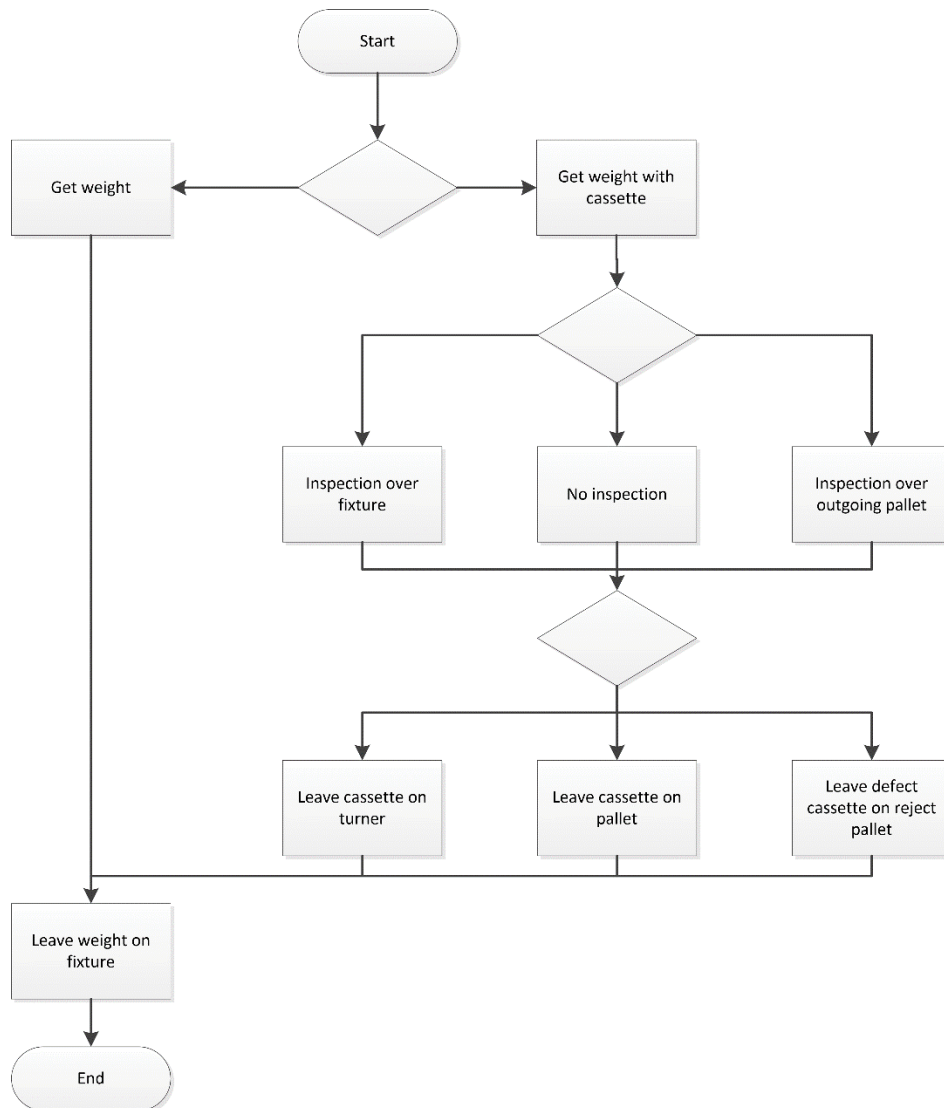 Start
Get weight
Get weight with
cassette
Inspection over
fixture
No inspection
Inspection over
outgoing pallet
Leave cassette on
turner
Leave cassette on
pallet
Leave defect
cassette on reject
pallet
Leave weight on
fixture
End